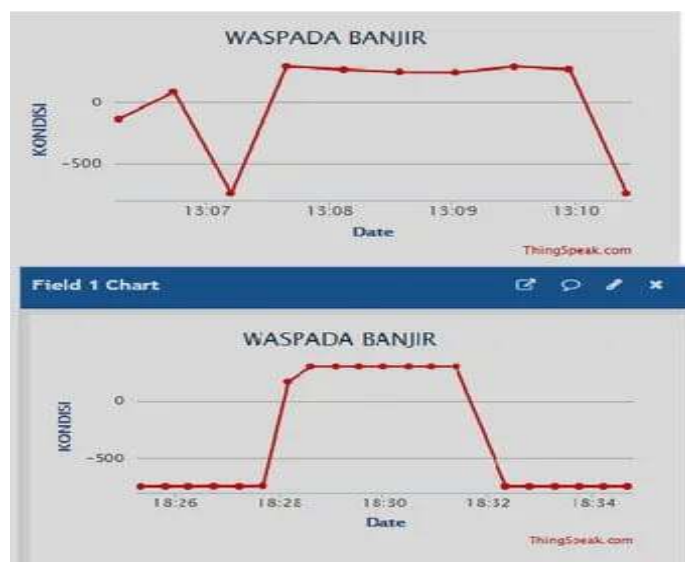 WASPADA BANJIR
KONDISI
0
-500
13:07 13:08 13:09 13:10
Date
ThingSpeak.com
Field 1 Chart
WASPADA BANJIR
KONDISI
0
-500
18:26 18:28 18:30 18:32 18:34
Date
ThingSpeak.com